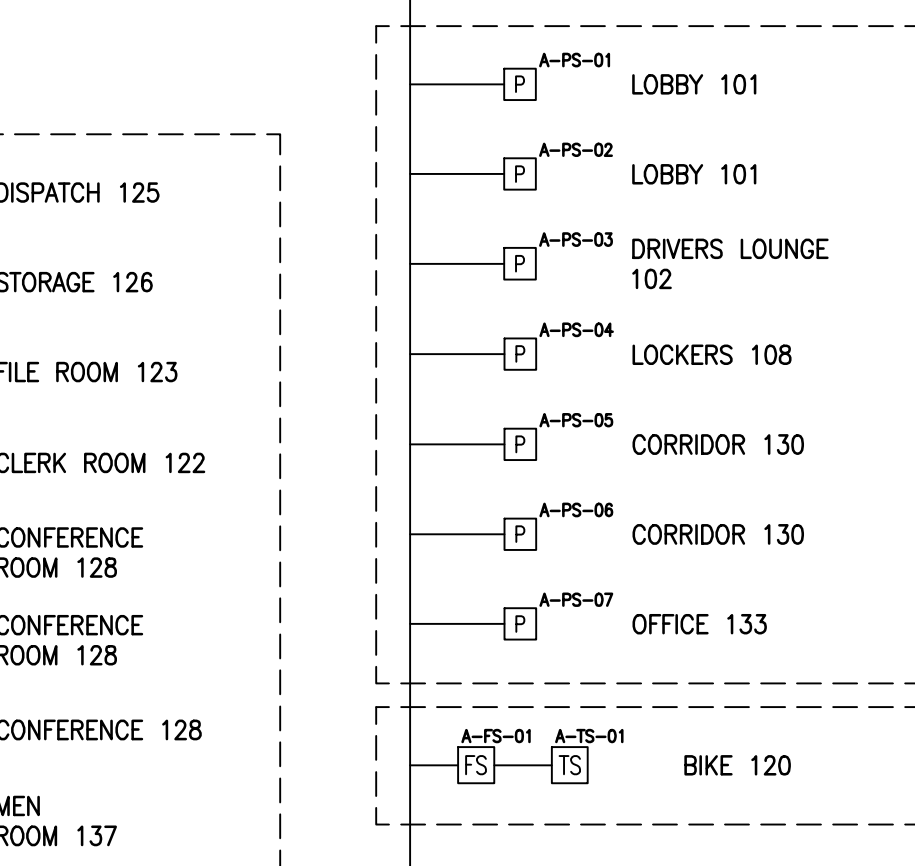 DISPATCH 125
STORAGE 126
FILE ROOM 123
CLERK ROOM 122
CONFERENCE
ROOM 128
CONFERENCE
ROOM 128
CONFERENCE 128
MEN
ROOM 137
A-PS-01
P LOBBY 101
A-PS-02
P LOBBY 101
A-PS-03
P DRIVERS LOUNGE
102
A-PS-04
P LOCKERS 108
A-PS-05
P CORRIDOR 130
A-PS-06
P CORRIDOR 130
A-PS-07
P OFFICE 133
A-FS-01 A-TS-01
FS TS BIKE 120